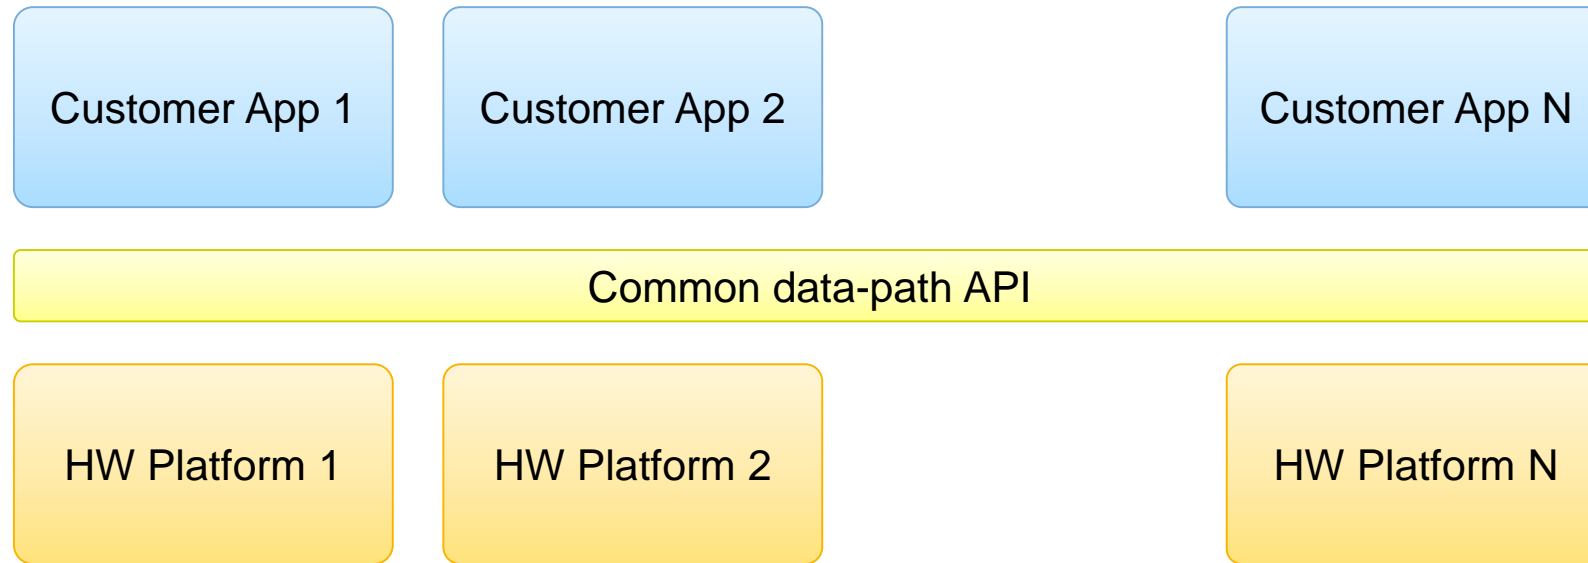 Customer App 1
Customer App 2
Customer App N
Common data-path API
HW Platform 1
HW Platform 2
HW Platform N